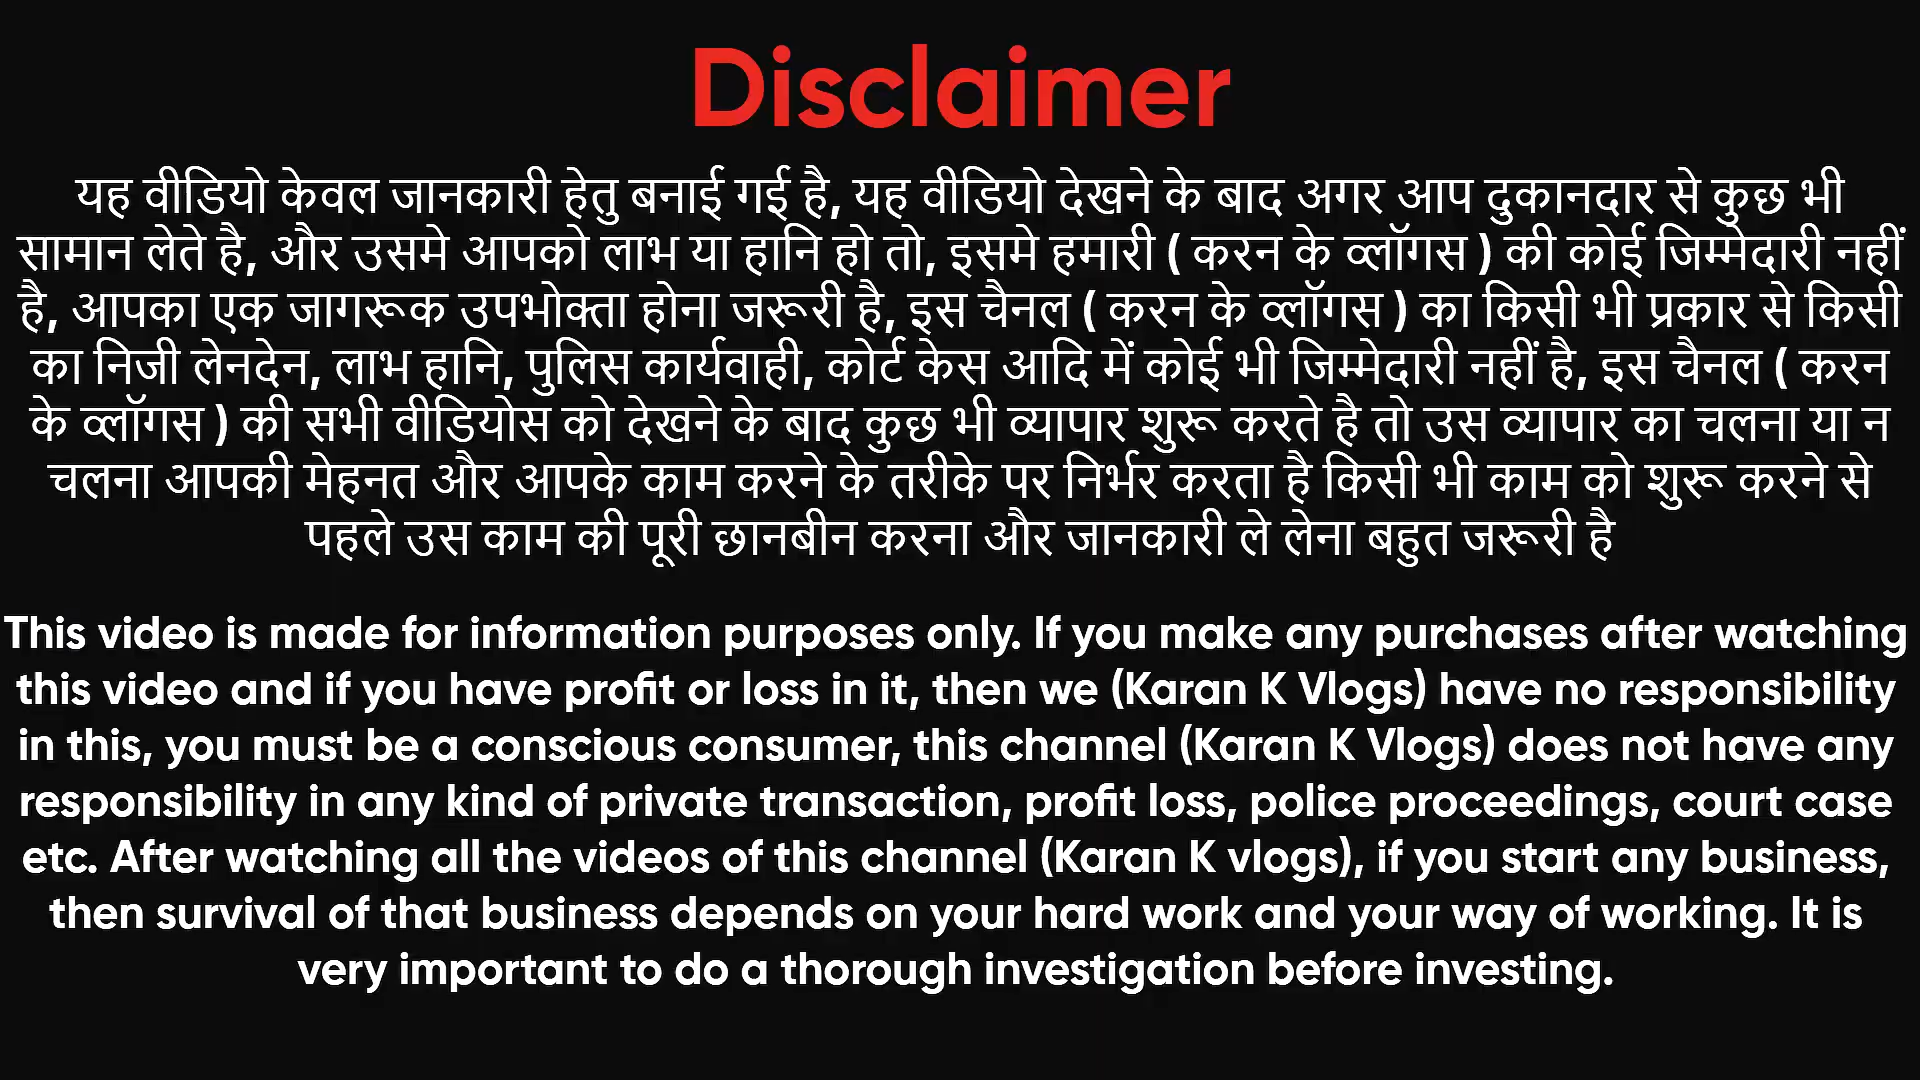 Disclaimer
यह वीडियो केवल जानकारी हेतु बनाई गई है, यह वीडियो देखने के बाद अगर आप दुकानदार से कुछ भी
सामान लेते है, और उसमे आपको लाभ या हानि हो तो, इसमे हमारी ( करन के व्लॉगस ) की कोई जिम्मेदारी नहीं
है, आपका एक जागरूक उपभोक्ता होना जरूरी है, इस चैनल ( करन के व्लॉगस ) का किसी भी प्रकार से किसी
का निजी लेनदेन, लाभ हानि, पुलिस कार्यवाही, कोर्ट केस आदि में कोई भी जिम्मेदारी नहीं है, इस चैनल ( करन
के व्लॉगस ) की सभी वीडियोस को देखने के बाद कुछ भी व्यापार शुरू करते है तो उस व्यापार का चलना या न
चलना आपकी मेहनत और आपके काम करने के तरीके पर निर्भर करता है किसी भी काम को शुरू करने से
पहले उस काम की पूरी छानबीन करना और जानकारी ले लेना बहुत जरूरी है
This video is made for information purposes only. If you make any purchases after watching
this video and if you have profit or loss in it, then we (Karan K Vlogs) have no responsibility
in this, you must be a conscious consumer, this channel (Karan K Vlogs) does not have any
responsibility in any kind of private transaction, profit loss, police proceedings, court case
etc. After watching all the videos of this channel (Karan K vlogs), if you start any business,
then survival of that business depends on your hard work and your way of working. It is
very important to do a thorough investigation before investing.